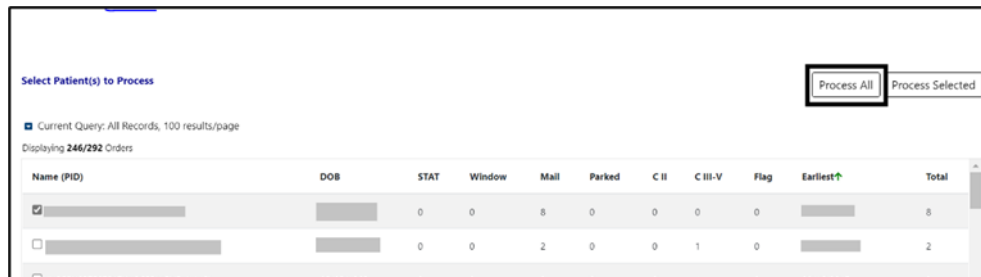 Select Patient(s) to Process
Process All Process Selected
Current Query: All Records, 100 results/page
Displaying 246/292 Orders
Name (PID) DOB STAT Window Mail Parked C II C III-V Flag Earliest↑ Total
0 0 8 0 0 0 0 8
0 0 2 0 0 1 0 2